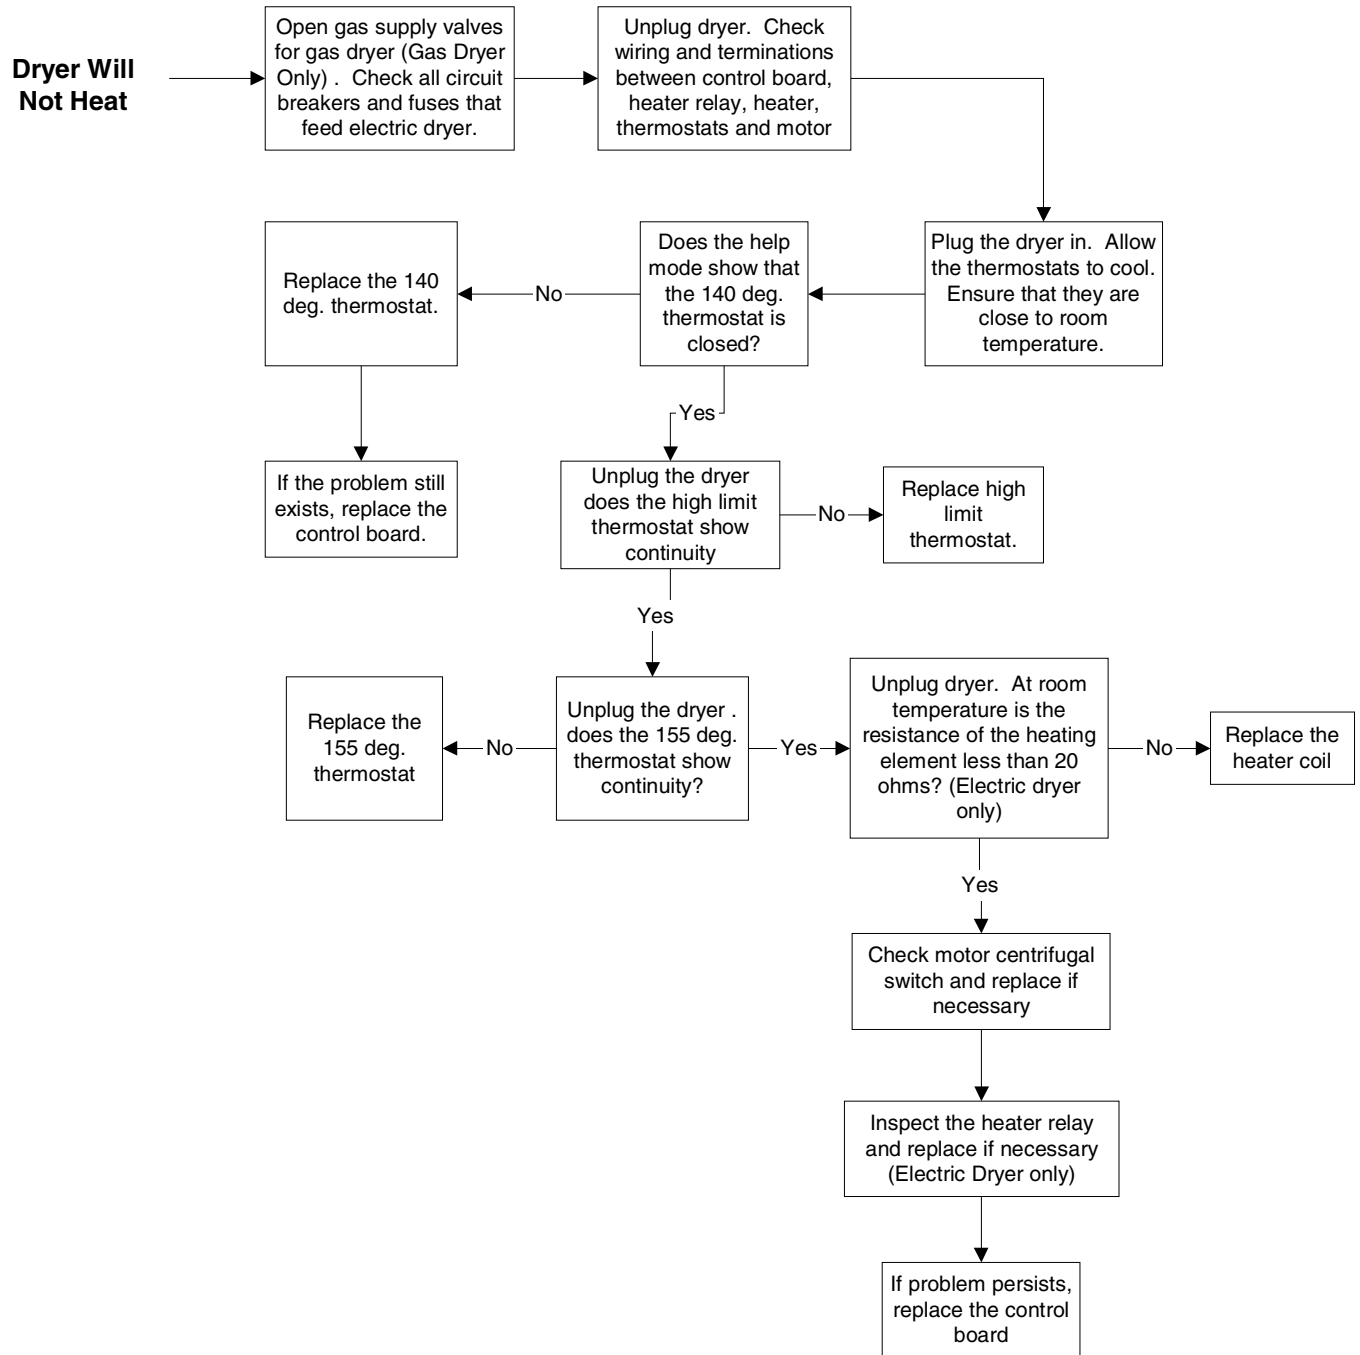 Dryer Will
Not Heat
Open gas supply valves
for gas dryer (Gas Dryer
Only) .  Check all circuit
breakers and fuses that
feed electric dryer.
Unplug dryer.  Check
wiring and terminations
between control board,
heater relay, heater,
thermostats and motor
Plug the dryer in.  Allow
the thermostats to cool.
Ensure that they are
close to room
temperature.
Does the help
mode show that
the 140 deg.
thermostat is
closed?
No
Replace the 140
deg. thermostat.
If the problem still
exists, replace the
control board.
Yes
Unplug the dryer
does the high limit
thermostat show
continuity
No
Replace high
limit
thermostat.
Yes
Unplug the dryer .
does the 155 deg.
thermostat show
continuity?
No
Replace the
155 deg.
thermostat
Yes
Unplug dryer.  At room
temperature is the
resistance of the heating
element less than 20
ohms? (Electric dryer
only)
No
Replace the
heater coil
Yes
Check motor centrifugal
switch and replace if
necessary
Inspect the heater relay
and replace if necessary
(Electric Dryer only)
If problem persists,
replace the control
board